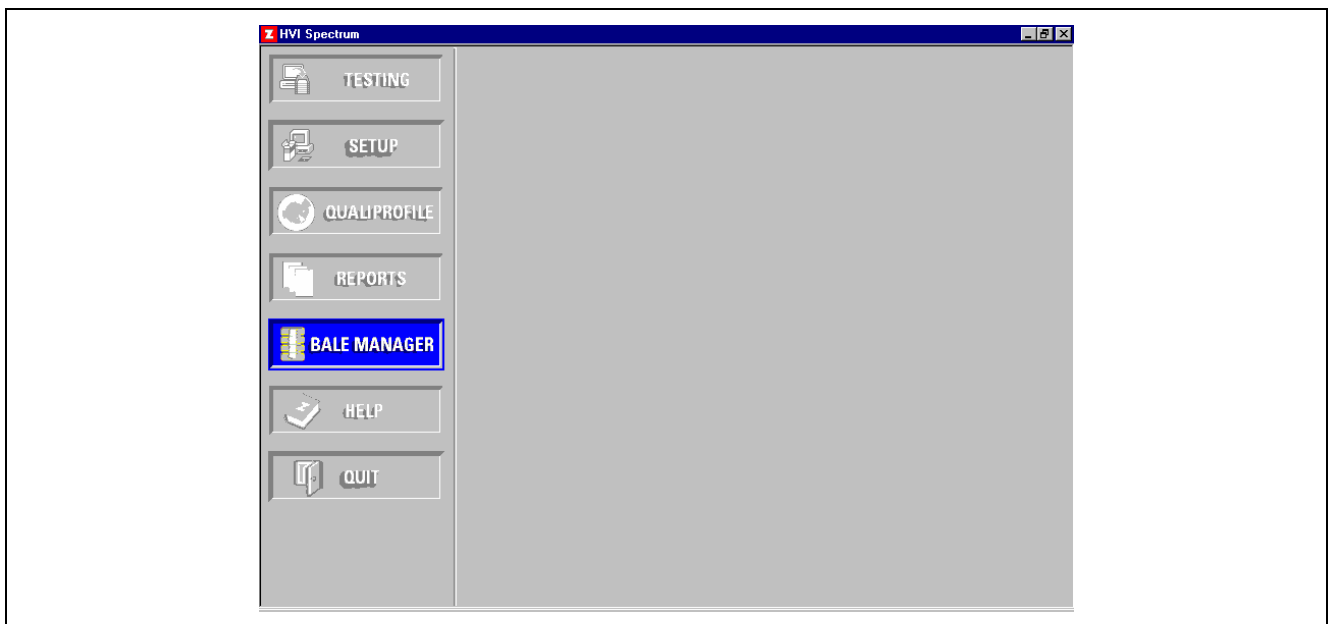 Z HVI Spectrum
TESTING
SETUP
QUALIPROFILE
REPORTS
BALE MANAGER
HELP
QUIT